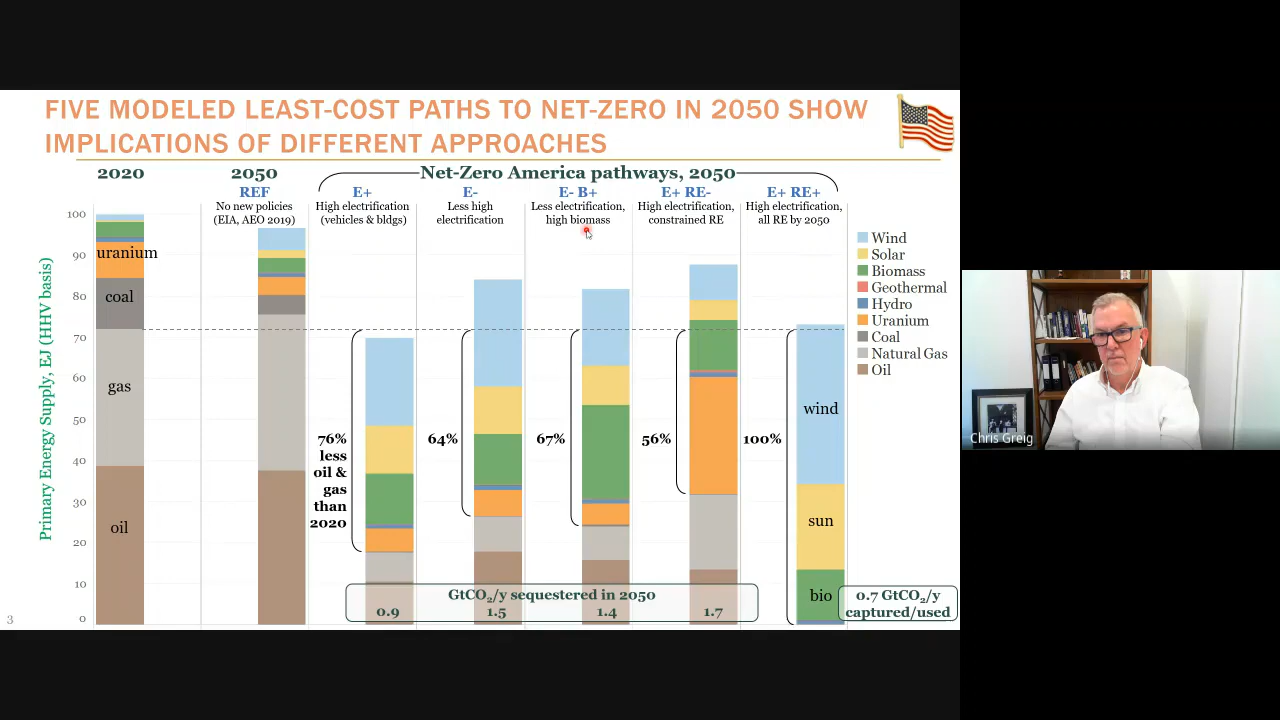 FIVE MODELED LEAST-COST PATHS TO NET-ZERO IN 2050 SHOW
IMPLICATIONS OF DIFFERENT APPROACHES
2020
2050
Net-Zero America pathways, 2050
REF
No new policies
(EIA, AEO 2019)
E+
High electrification
(vehicles & bldgs)
E-
Less high
electrification
E- B+
Less electrification,
high biomass
E+ RE-
High electrification,
constrained RE
E+ RE+
High electrification,
all RE by 2050
Primary Energy Supply, EJ (HHV basis)
100
90
80
70
60
50
40
30
20
10
0
uranium
coal
gas
oil
76%
less
oil &
gas
than
2020
64%
67%
56%
100%
wind
sun
bio
Wind
Solar
Biomass
Geothermal
Hydro
Uranium
Coal
Natural Gas
Oil
GtCO₂/y sequestered in 2050
0.9
1.5
1.4
1.7
0.7 GtCO₂/y
captured/used
3
Chris Greig